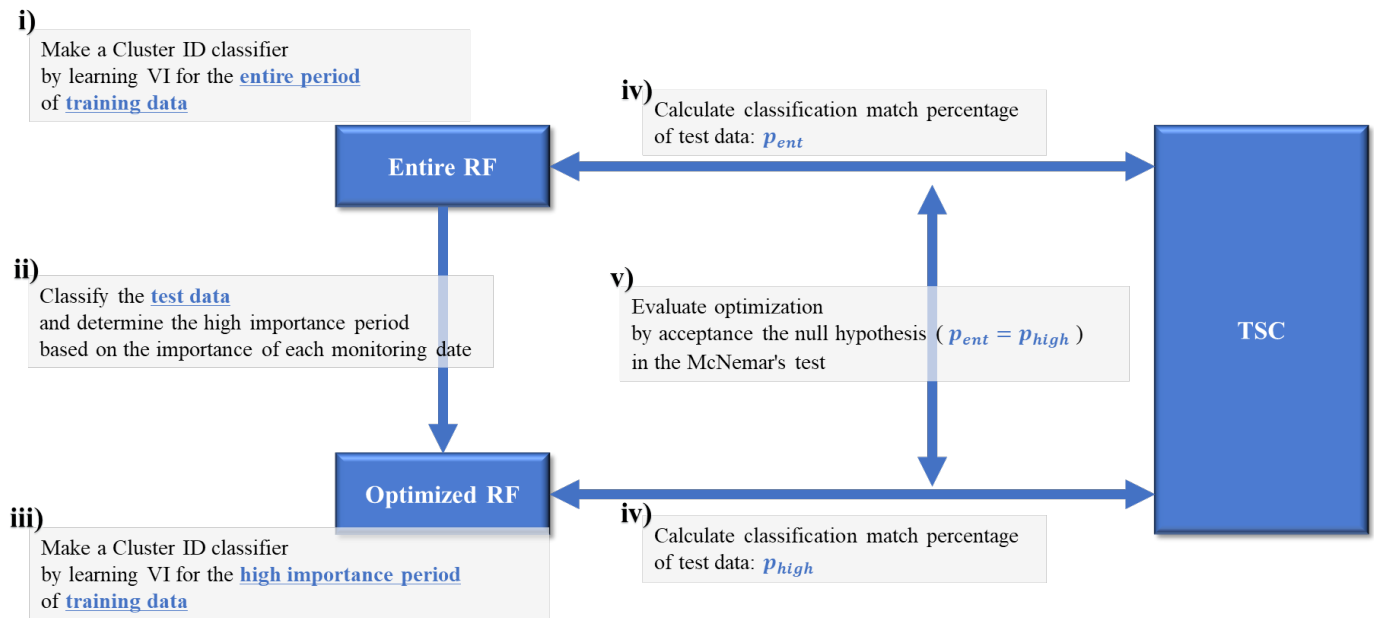 i)
Make a Cluster ID classifier
by learning VI for the entire period
of training data
iv)
Calculate classification match percentage
of test data: p_ent
Entire RF
ii)
Classify the test data
and determine the high importance period
based on the importance of each monitoring date
v)
Evaluate optimization
by acceptance the null hypothesis ( p_ent = p_high )
in the McNemar's test
TSC
Optimized RF
iii)
Make a Cluster ID classifier
by learning VI for the high importance period
of training data
iv)
Calculate classification match percentage
of test data: p_high